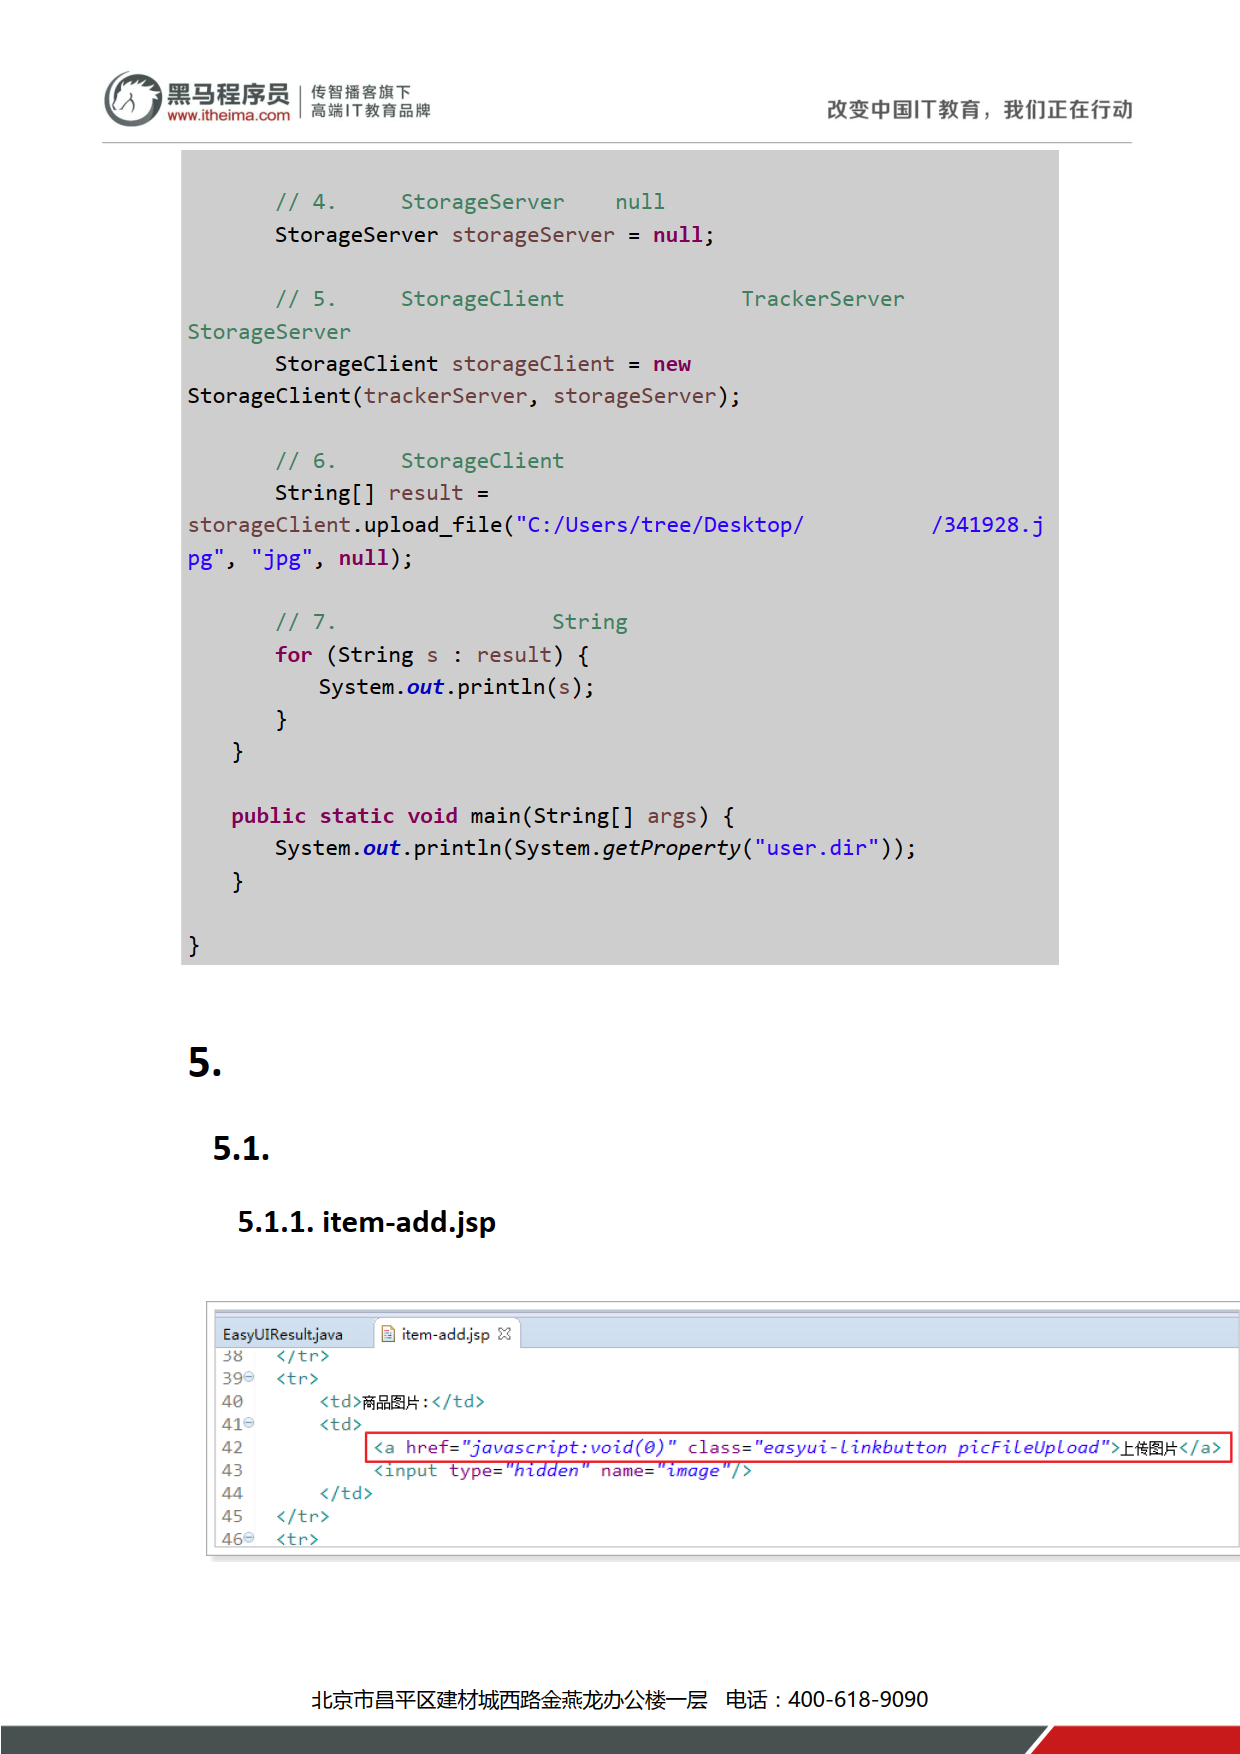 黑马程序员
www.itheima.com
传智播客旗下
高端IT教育品牌
改变中国IT教育，我们正在行动
// 4. StorageServer null
StorageServer storageServer = null;
// 5. StorageClient TrackerServer
StorageServer
StorageClient storageClient = new
StorageClient(trackerServer, storageServer);
// 6. StorageClient
String[] result =
storageClient.upload_file("C:/Users/tree/Desktop/ /341928.j
pg", "jpg", null);
// 7. String
for (String s : result) {
System.out.println(s);
}
}
public static void main(String[] args) {
System.out.println(System.getProperty("user.dir"));
}
}
5.
5.1.
5.1.1. item-add.jsp
EasyUIResult.java item-add.jsp
38 </tr>
39 <tr>
40 <td>商品图片:</td>
41 <td>
42 <a href="javascript:void(0)" class="easyui-linkbutton picFileUpload">上传图片</a>
43 <input type="hidden" name="image"/>
44 </td>
45 </tr>
46 <tr>
北京市昌平区建材城西路金燕龙办公楼一层 电话：400-618-9090